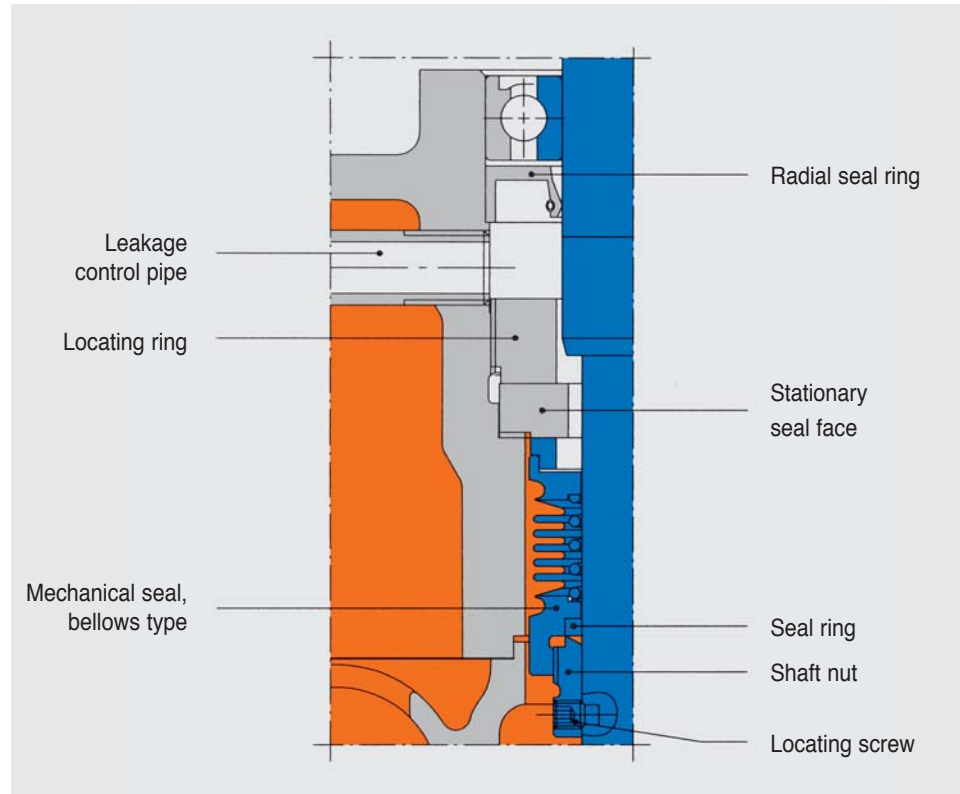 Radial seal ring
Leakage
control pipe
Locating ring
Stationary
seal face
Mechanical seal,
bellows type
Seal ring
Shaft nut
Locating screw